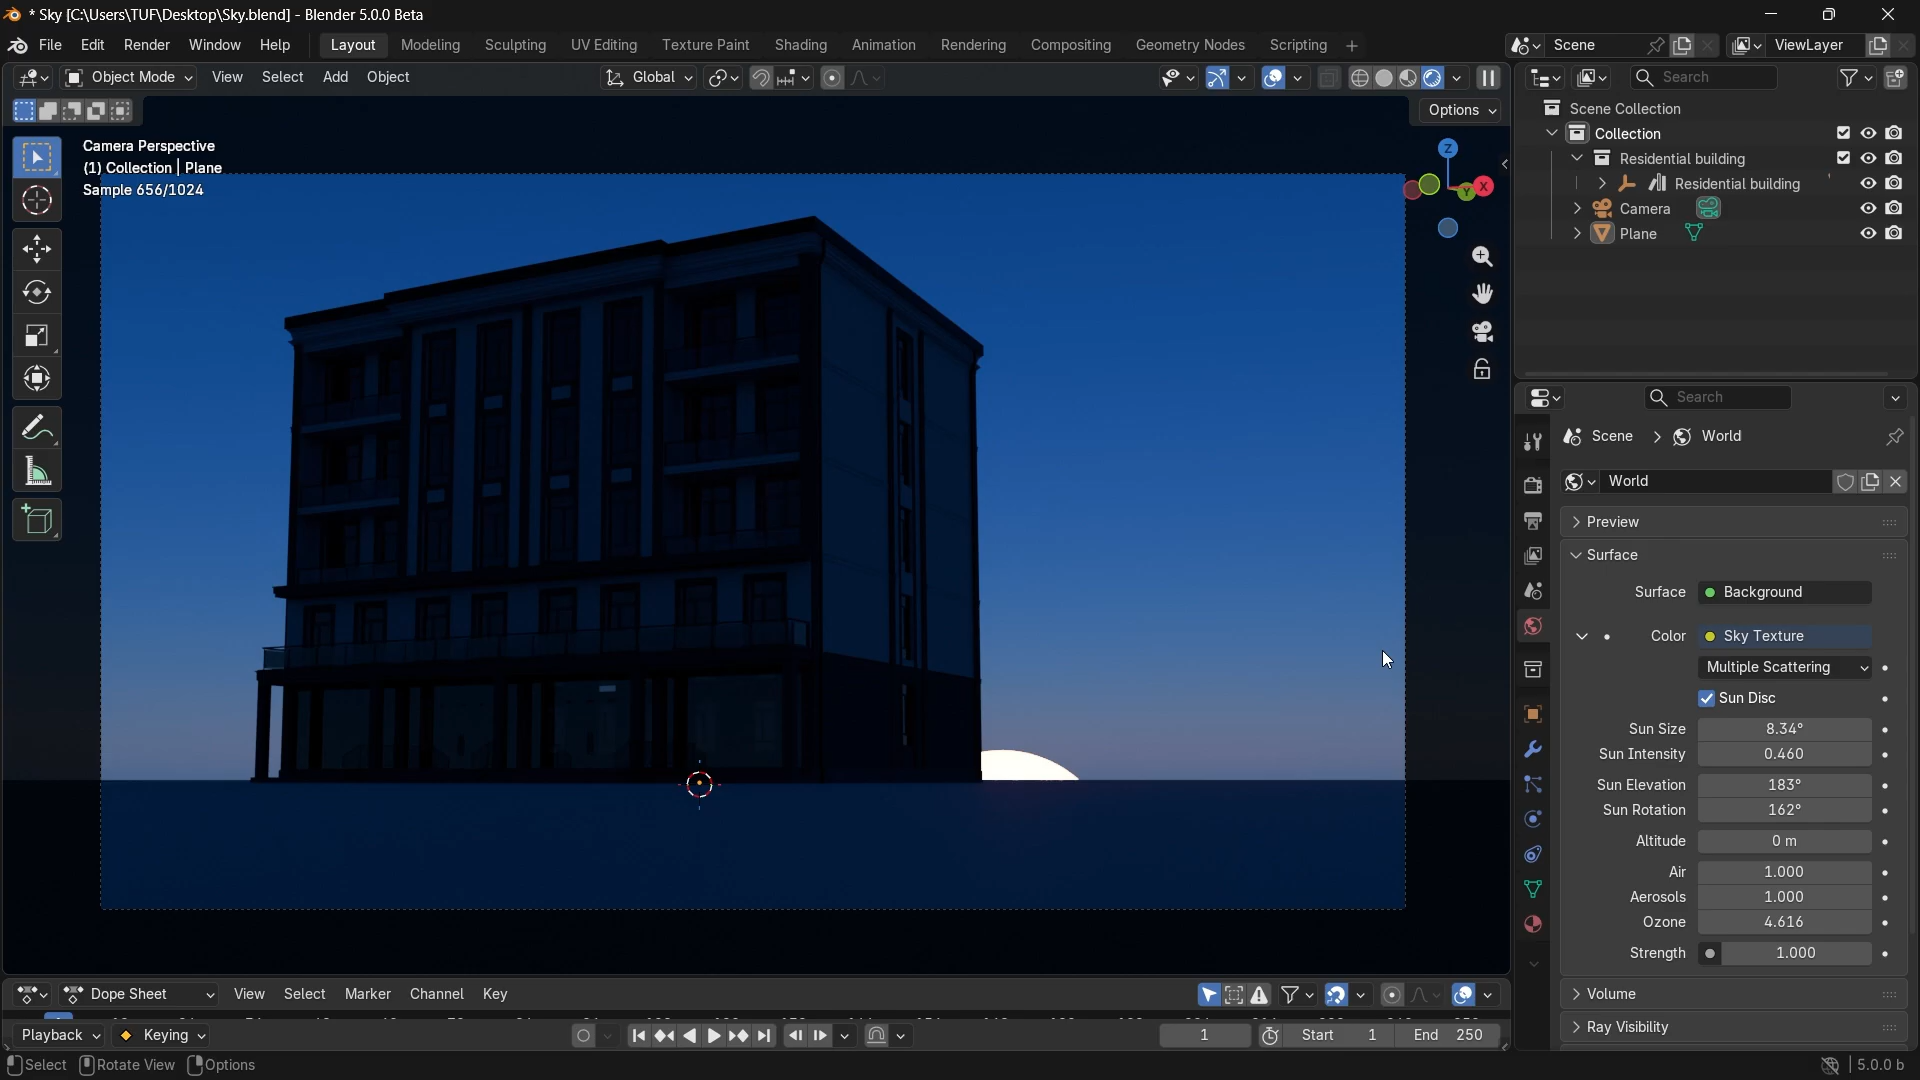 * Sky [C:\Users\TUF\Desktop\Sky.blend] - Blender 5.0.0 Beta
File Edit Render Window Help Layout Modeling Sculpting UV Editing Texture Paint Shading Animation Rendering Compositing Geometry Nodes Scripting Scene ViewLayer
Object Mode View Select Add Object Global Search
Options
Scene Collection
Camera Perspective
Collection
(1) Collection | Plane
Residential building
Sample 656/1024
Residential building
Camera
Plane
Z
Y
X
Search
Scene > World
World
Preview
Surface
Surface Background
Color Sky Texture
Multiple Scattering
Sun Disc
Sun Size 8.34°
Sun Intensity 0.460
Sun Elevation 183°
Sun Rotation 162°
Altitude 0 m
Air 1.000
Aerosols 1.000
Ozone 4.616
Strength 1.000
Volume
Ray Visibility
Dope Sheet View Select Marker Channel Key
Playback Keying 1 Start 1 End 250
Select Rotate View Options 5.0.0 b